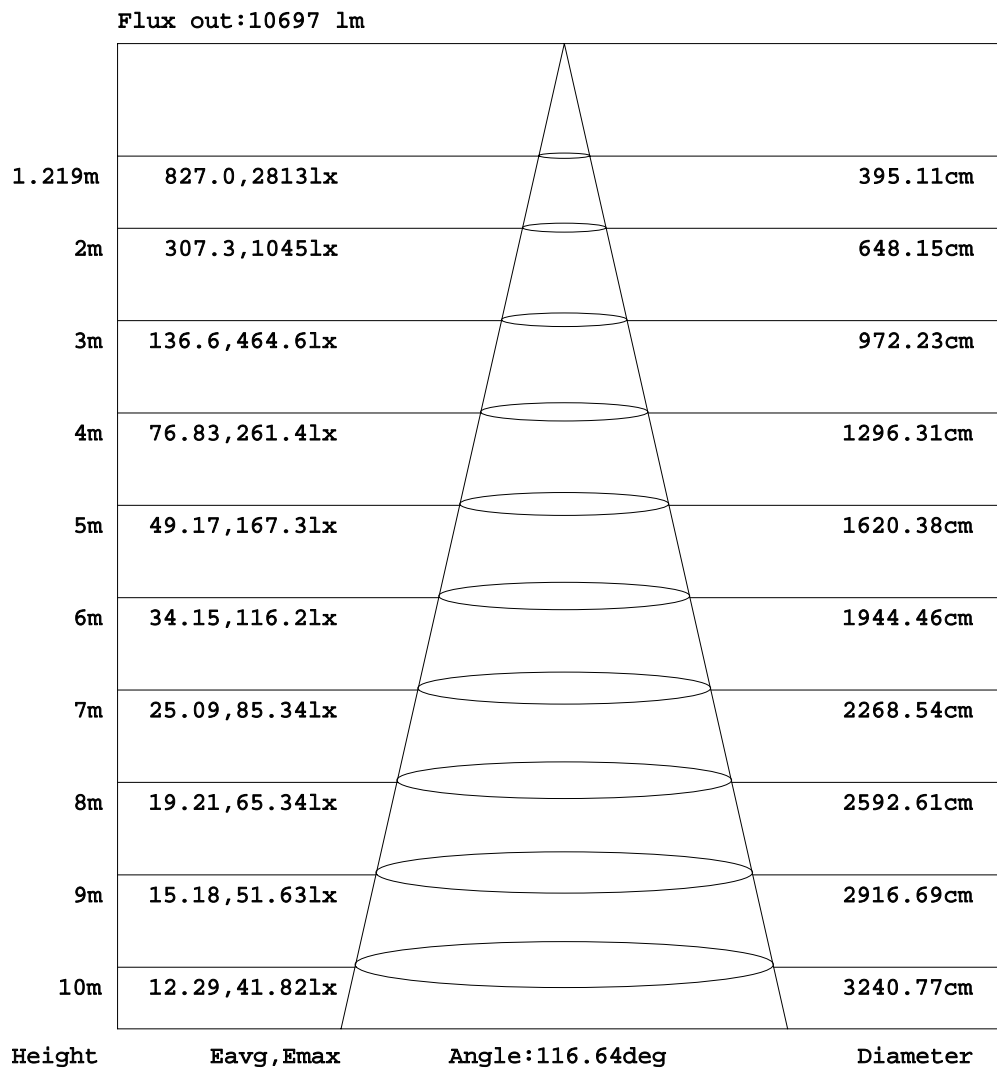 Flux out:10697 lm
1.219m 827.0,2813lx 395.11cm
2m 307.3,1045lx 648.15cm
3m 136.6,464.6lx 972.23cm
4m 76.83,261.4lx 1296.31cm
5m 49.17,167.3lx 1620.38cm
6m 34.15,116.2lx 1944.46cm
7m 25.09,85.34lx 2268.54cm
8m 19.21,65.34lx 2592.61cm
9m 15.18,51.63lx 2916.69cm
10m 12.29,41.82lx 3240.77cm
Height Eavg,Emax Angle:116.64deg Diameter